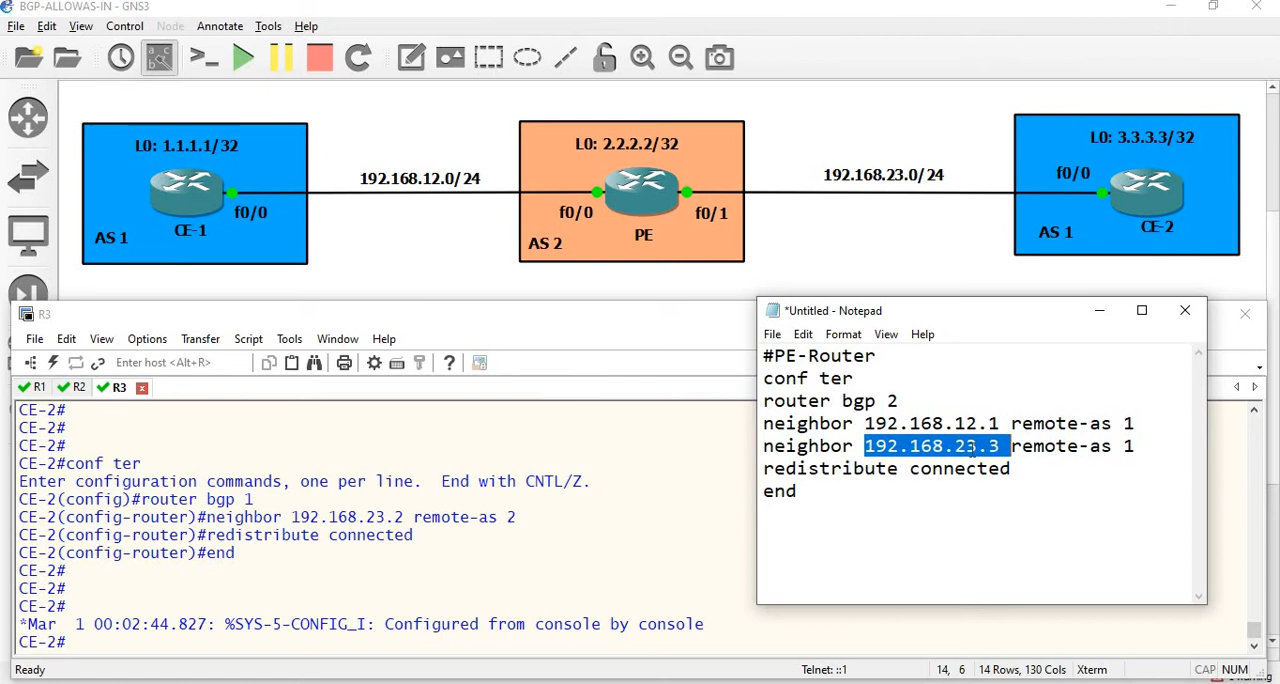 BGP-ALLOWAS-IN - GNS3
File Edit View Control Node Annotate Tools Help
L0: 1.1.1.1/32
192.168.12.0/24
L0: 2.2.2.2/32
192.168.23.0/24
L0: 3.3.3.3/32
f0/0
f0/0
f0/1
f0/0
AS 1
CE-1
AS 2
PE
AS 1
CE-2
R3
File Edit View Options Transfer Script Tools Window Help
Enter host <Alt+R>
R1 R2 R3
CE-2#
CE-2#
CE-2#
CE-2#conf ter
Enter configuration commands, one per line.  End with CNTL/Z.
CE-2(config)#router bgp 1
CE-2(config-router)#neighbor 192.168.23.2 remote-as 2
CE-2(config-router)#redistribute connected
CE-2(config-router)#end
CE-2#
CE-2#
CE-2#
*Mar  1 00:02:44.827: %SYS-5-CONFIG_I: Configured from console by console
CE-2#
*Untitled - Notepad
File Edit Format View Help
#PE-Router
conf ter
router bgp 2
neighbor 192.168.12.1 remote-as 1
neighbor 192.168.23.3 remote-as 1
redistribute connected
end
Ready Telnet: ::1 14, 6 14 Rows, 130 Cols Xterm CAP NUM